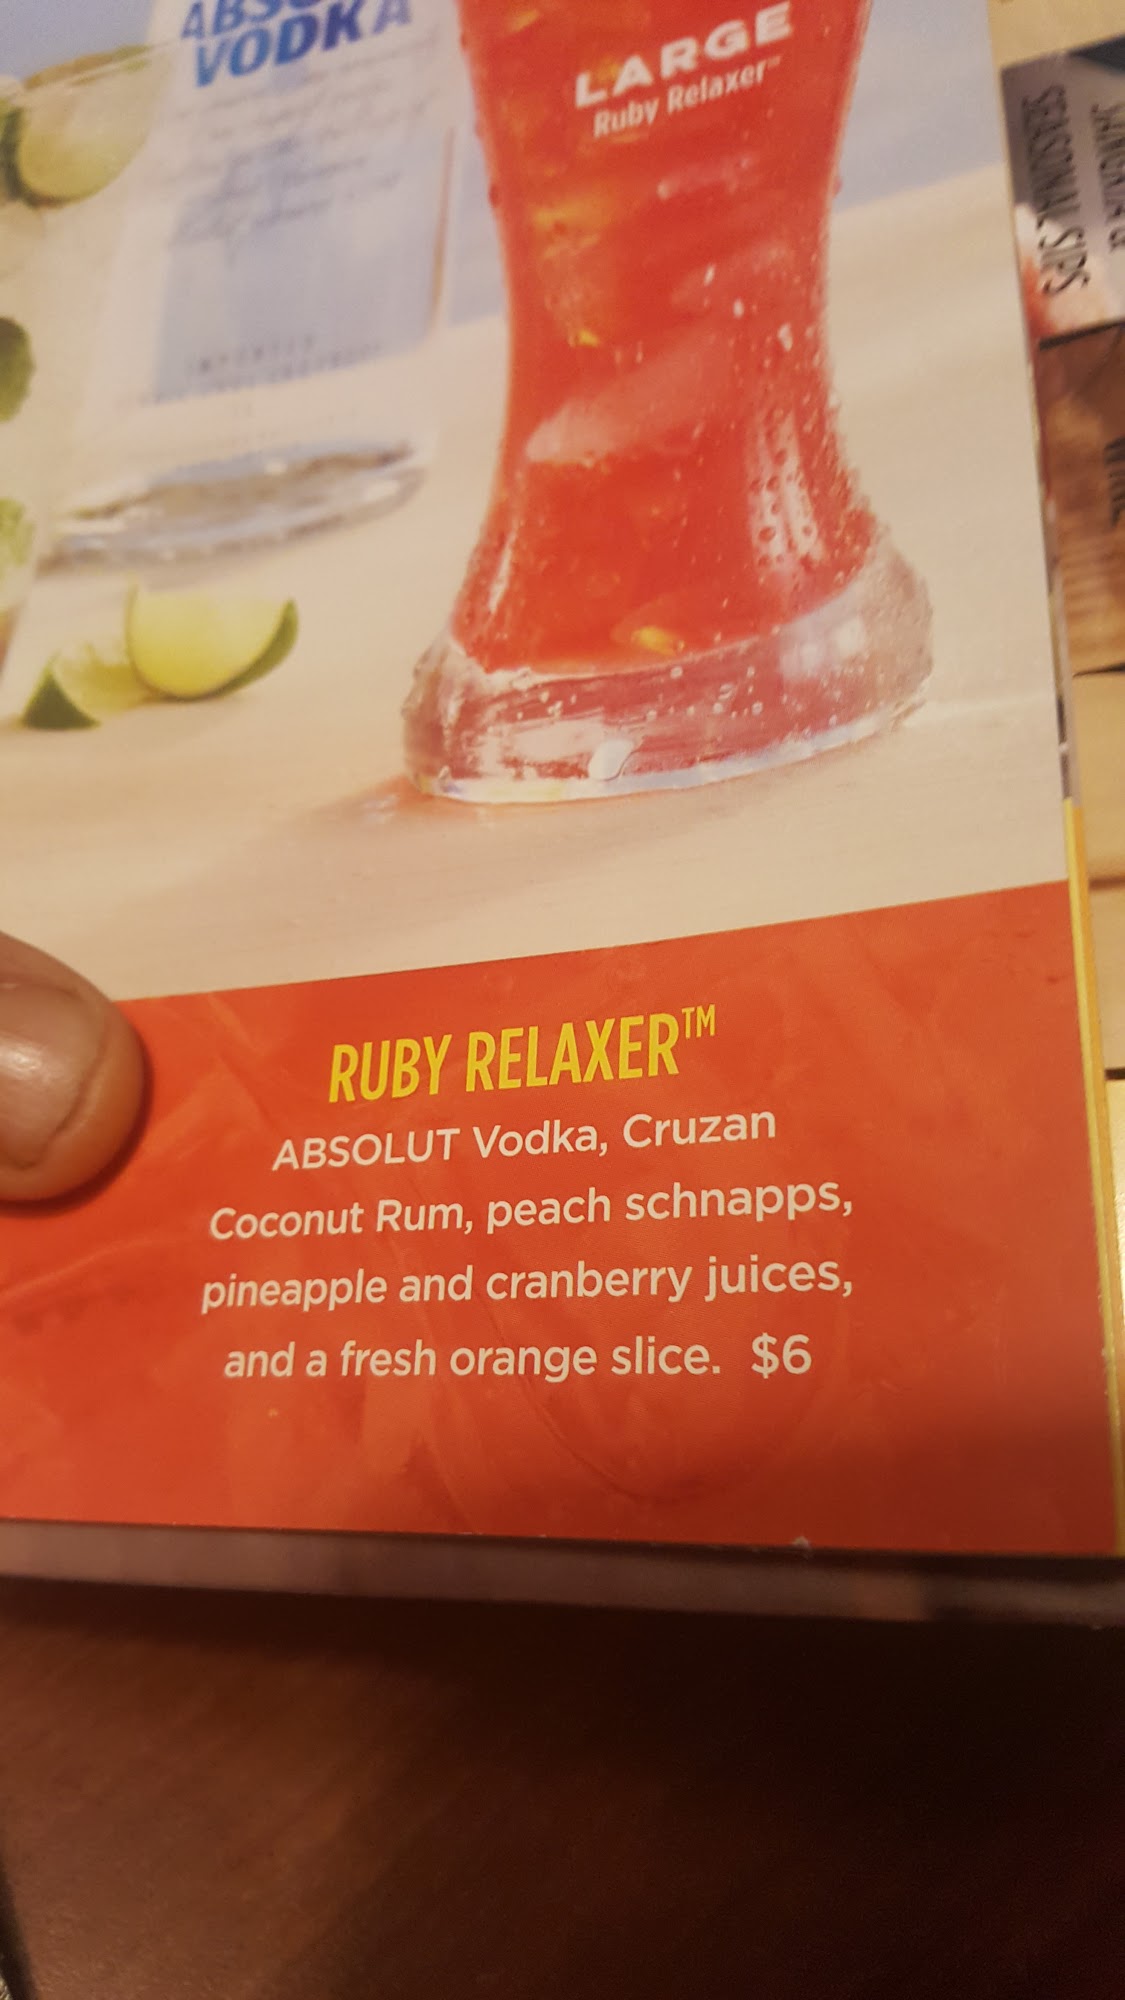 VODKA
LARGE
Ruby Relaxer™
SEASONAL SIPS
RUBY RELAXER™
ABSOLUT Vodka, Cruzan
Coconut Rum, peach schnapps,
pineapple and cranberry juices,
and a fresh orange slice. $6